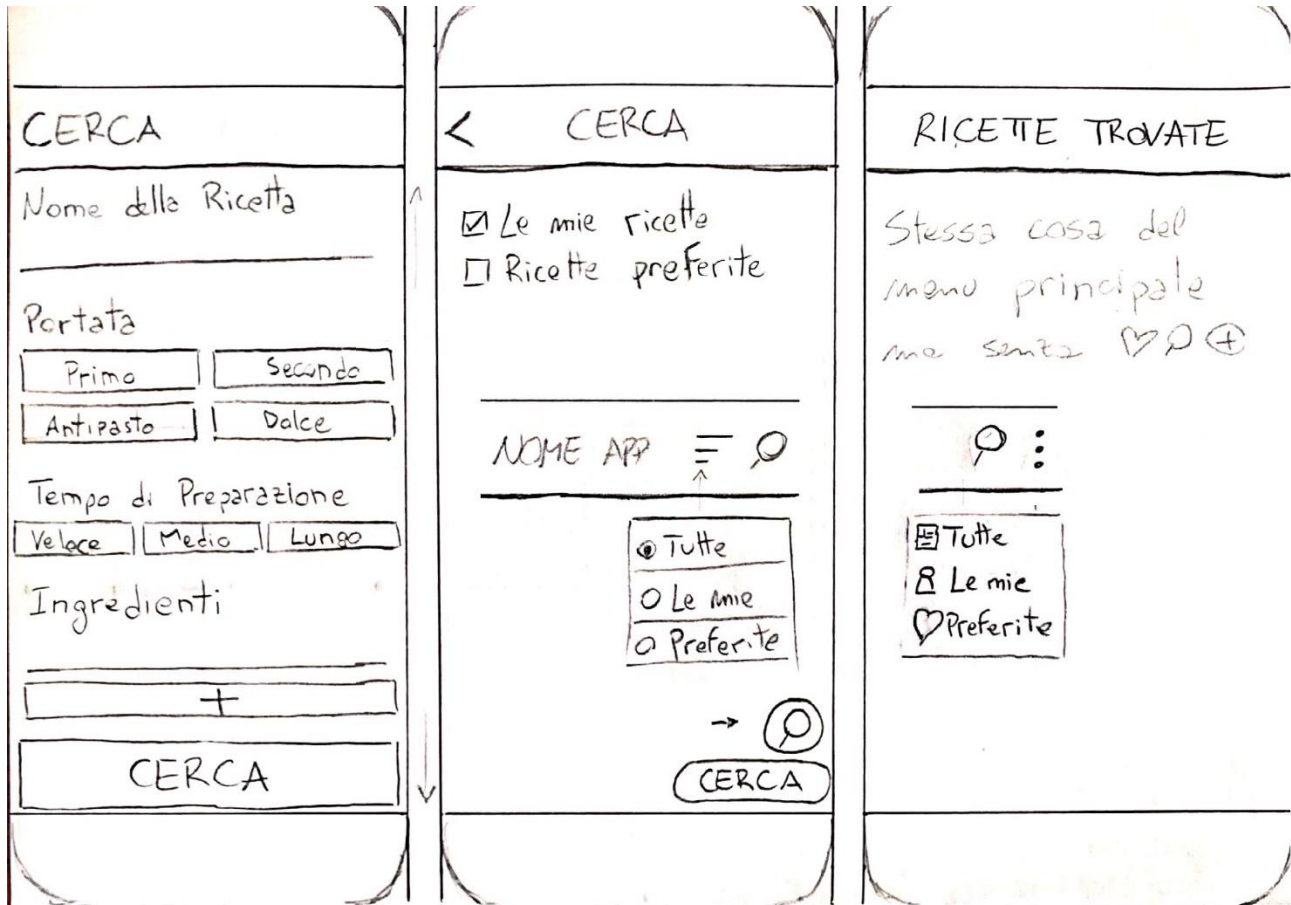 CERCA
Nome della Ricetta
Portata
Primo Secondo
Antipasto Dolce
Tempo di Preparazione
Veloce Medio Lungo
Ingredienti
+
CERCA
< CERCA
Le mie ricette
Ricette preferite
NOME APP
Tutte
Le mie
Preferite
CERCA
RICETTE TROVATE
Stessa cosa del
menu principale
ma senza
Tutte
Le mie
Preferite